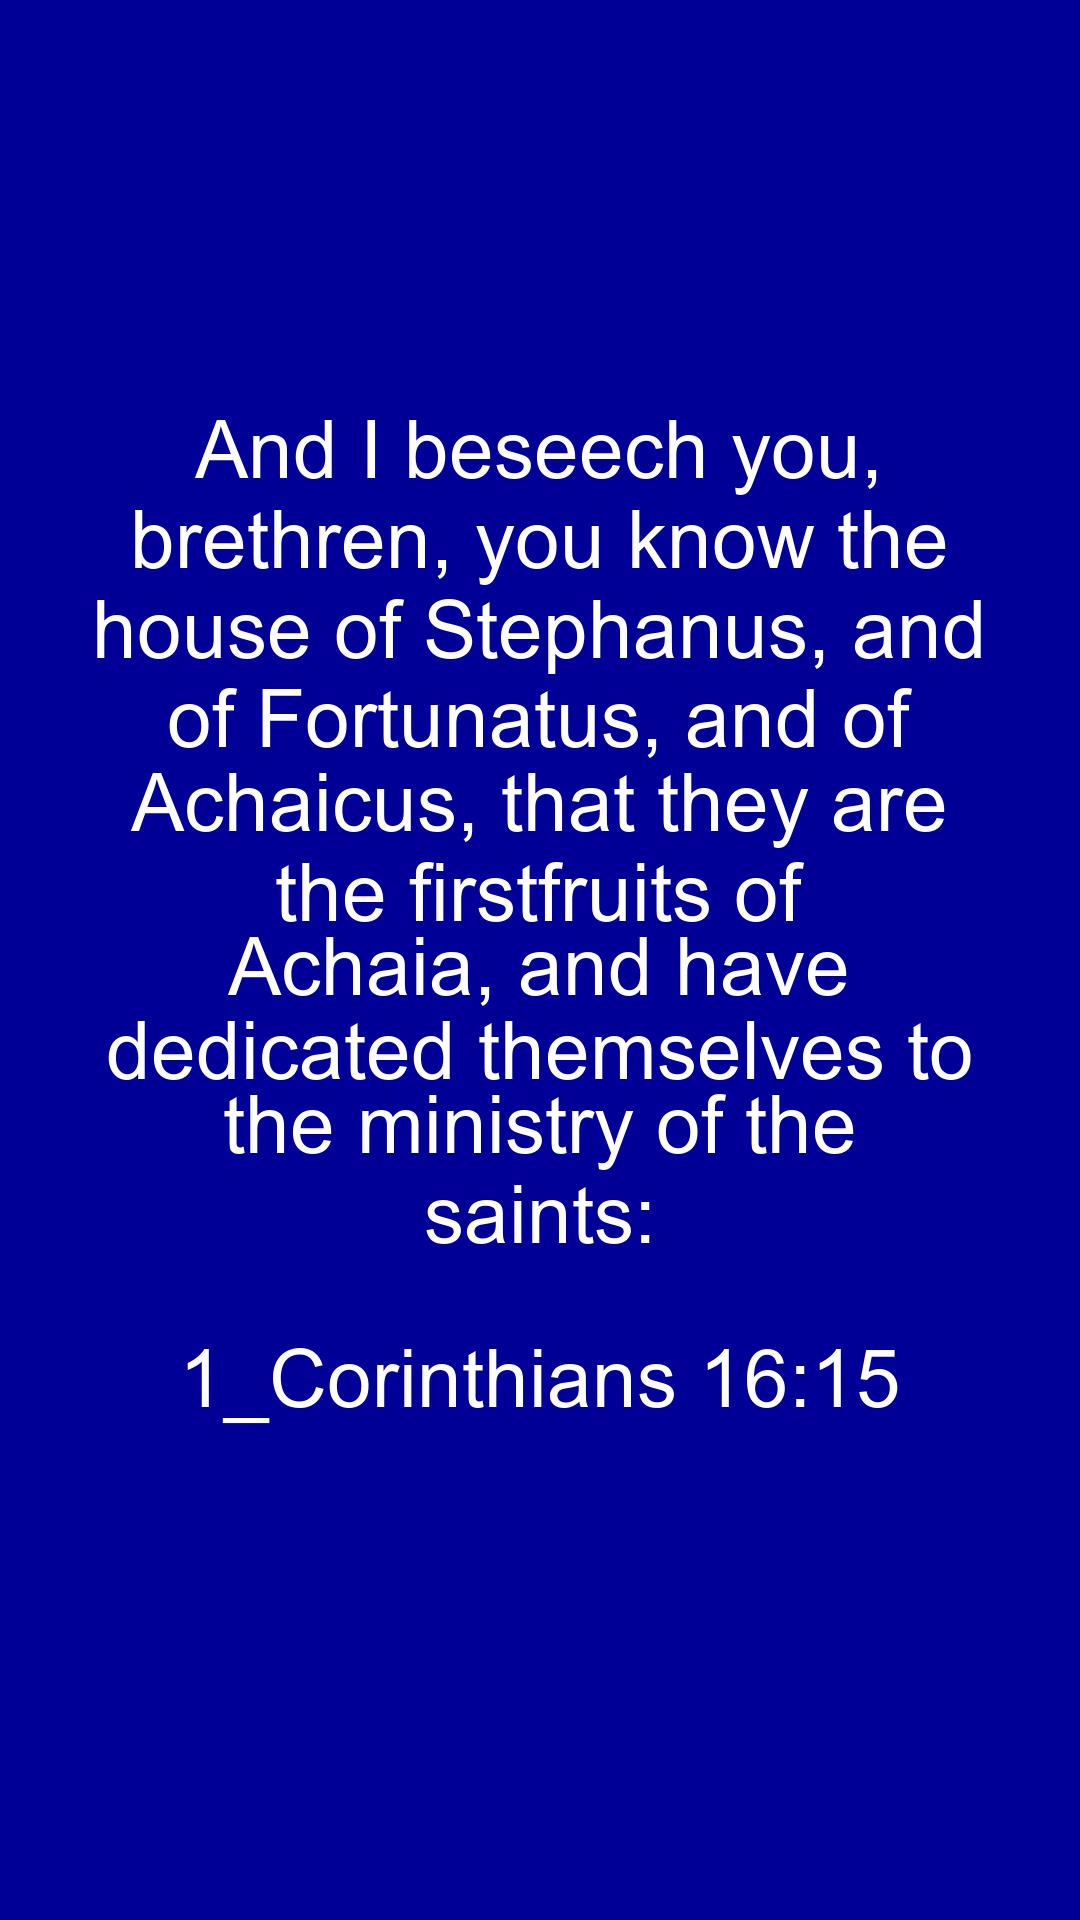 And I beseech you,
brethren, you know the
house of Stephanus, and
of Fortunatus, and of
Achaicus, that they are
the firstfruits of
Achaia, and have
dedicated themselves to
the ministry of the
saints:
1_Corinthians 16:15